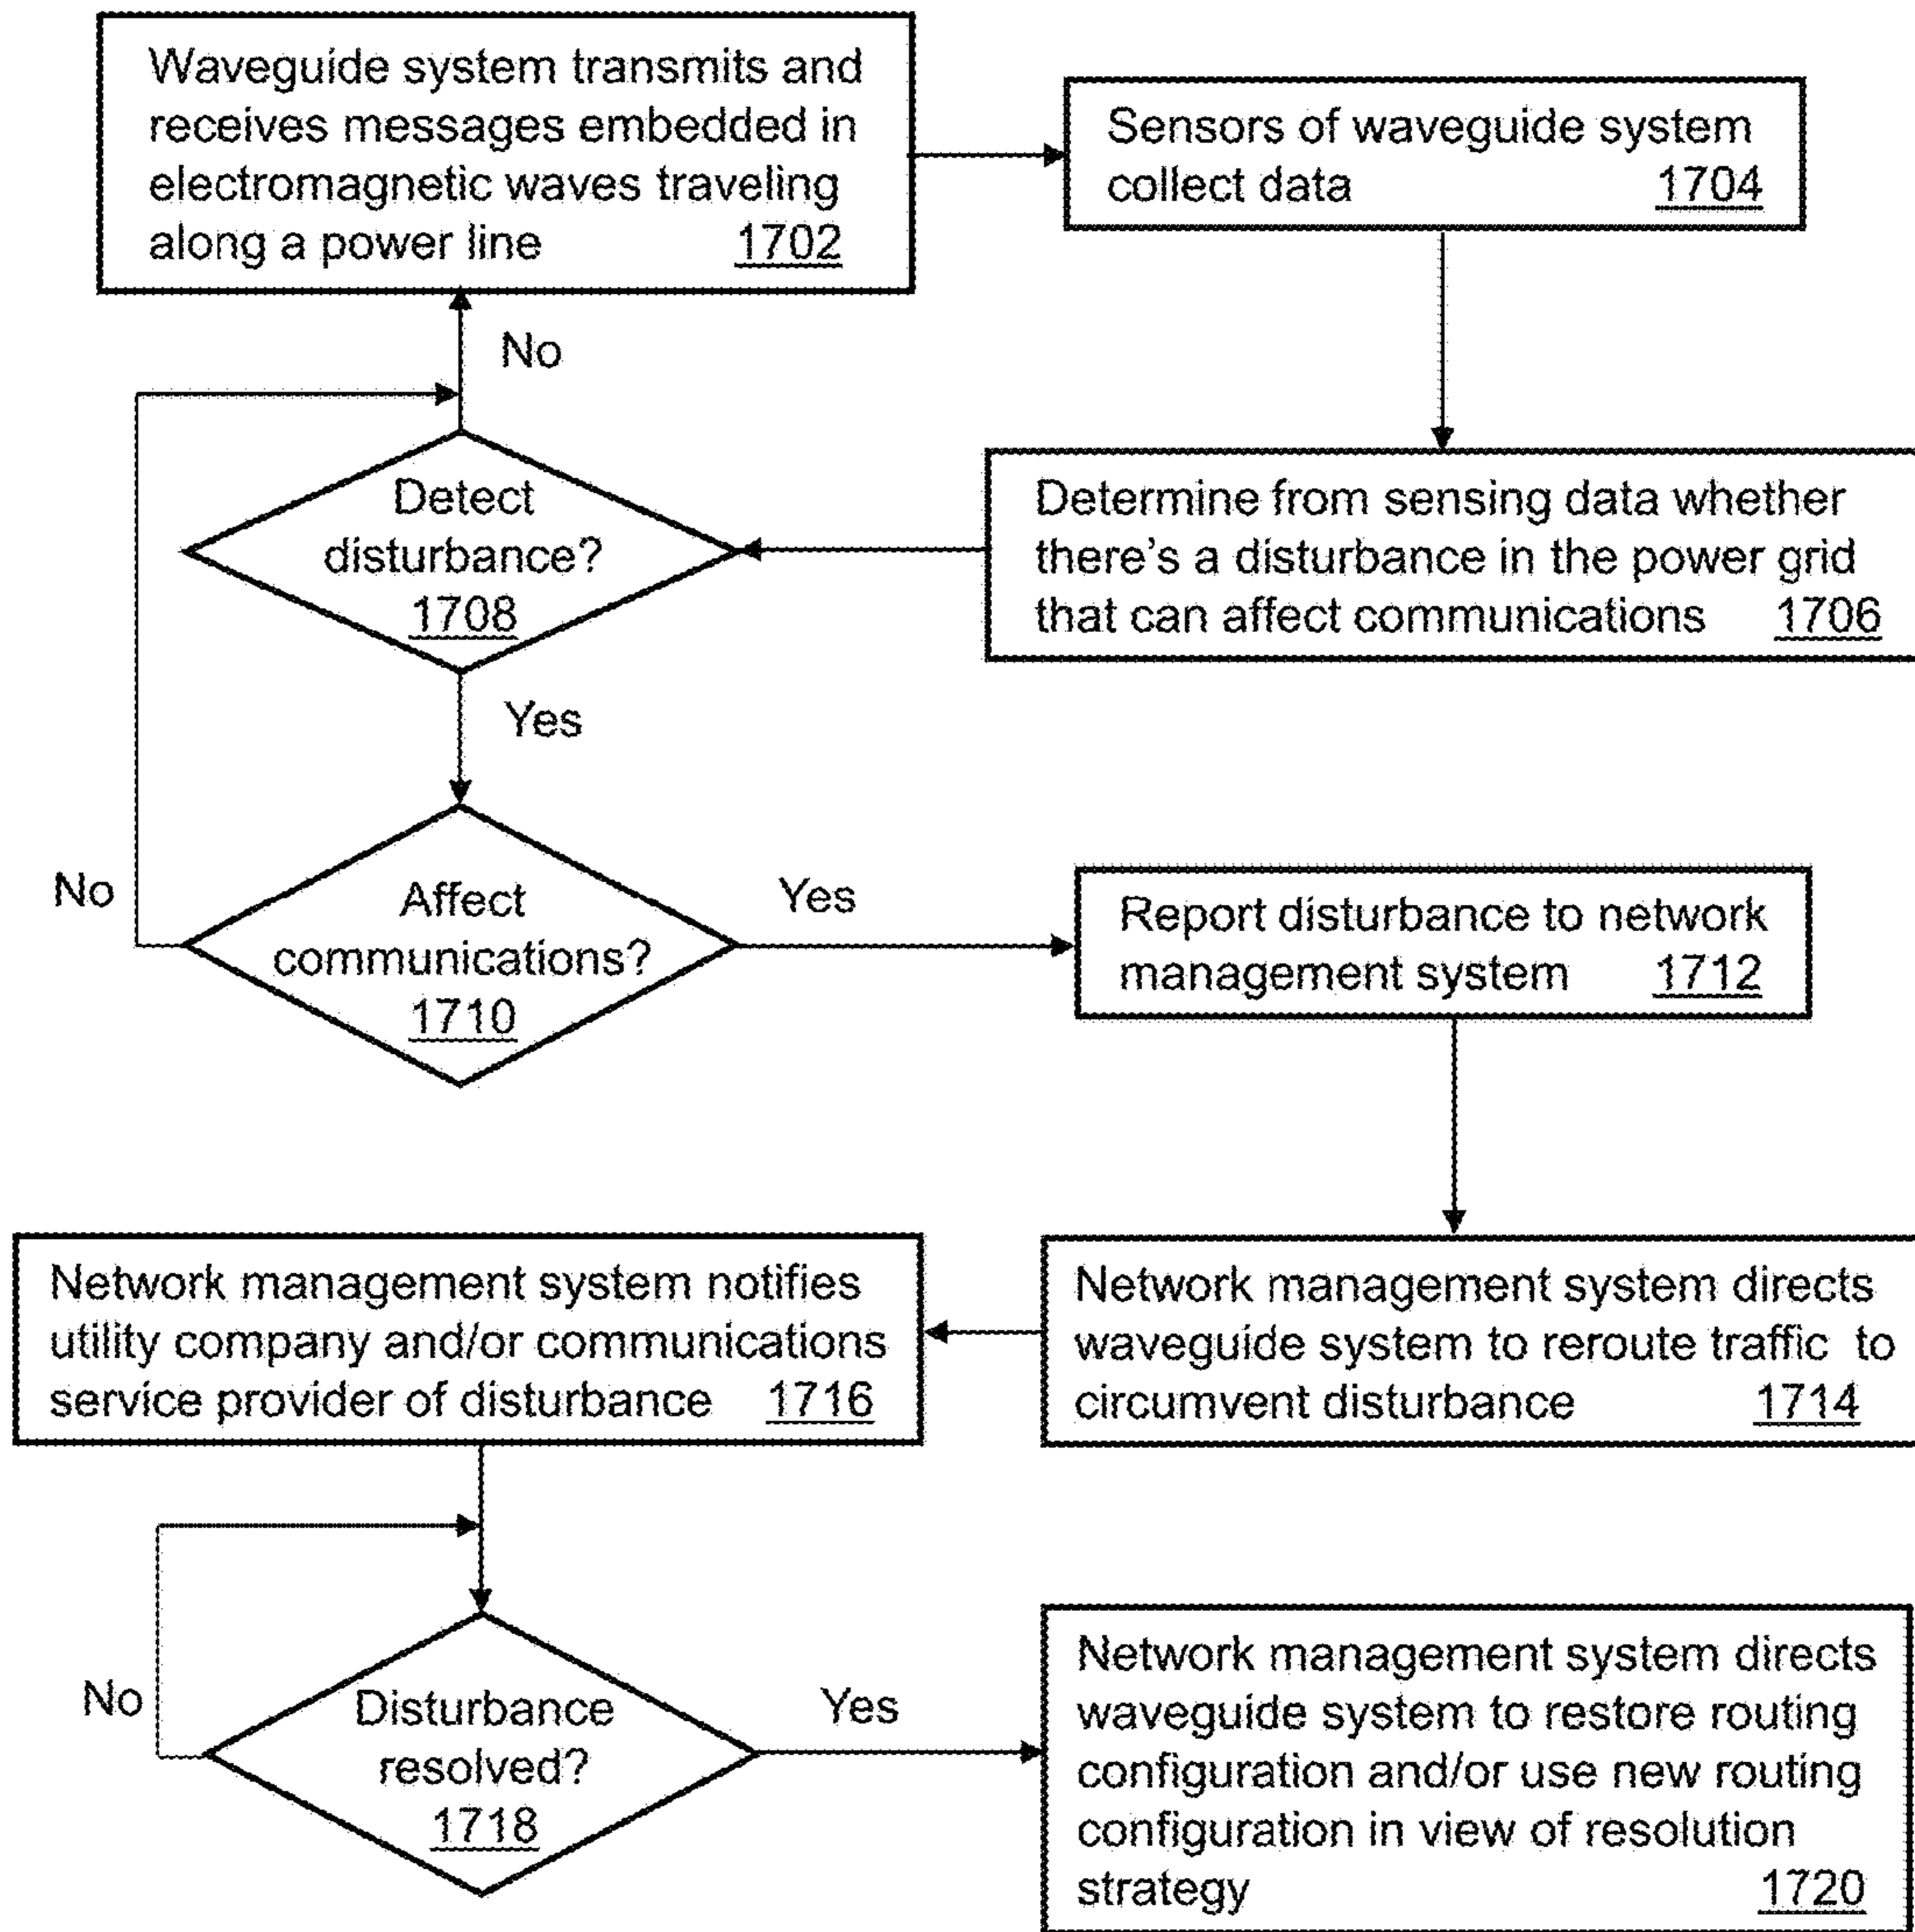 Waveguide system transmits and
receives messages embedded in
electromagnetic waves traveling
along a power line 1702
Sensors of waveguide system
collect data 1704
No
Detect
disturbance?
1708
Determine from sensing data whether
there's a disturbance in the power grid
that can affect communications 1706
Yes
No
Affect
communications?
1710
Yes
Report disturbance to network
management system 1712
Network management system notifies
utility company and/or communications
service provider of disturbance 1716
Network management system directs
waveguide system to reroute traffic to
circumvent disturbance 1714
No
Disturbance
resolved?
1718
Yes
Network management system directs
waveguide system to restore routing
configuration and/or use new routing
configuration in view of resolution
strategy 1720